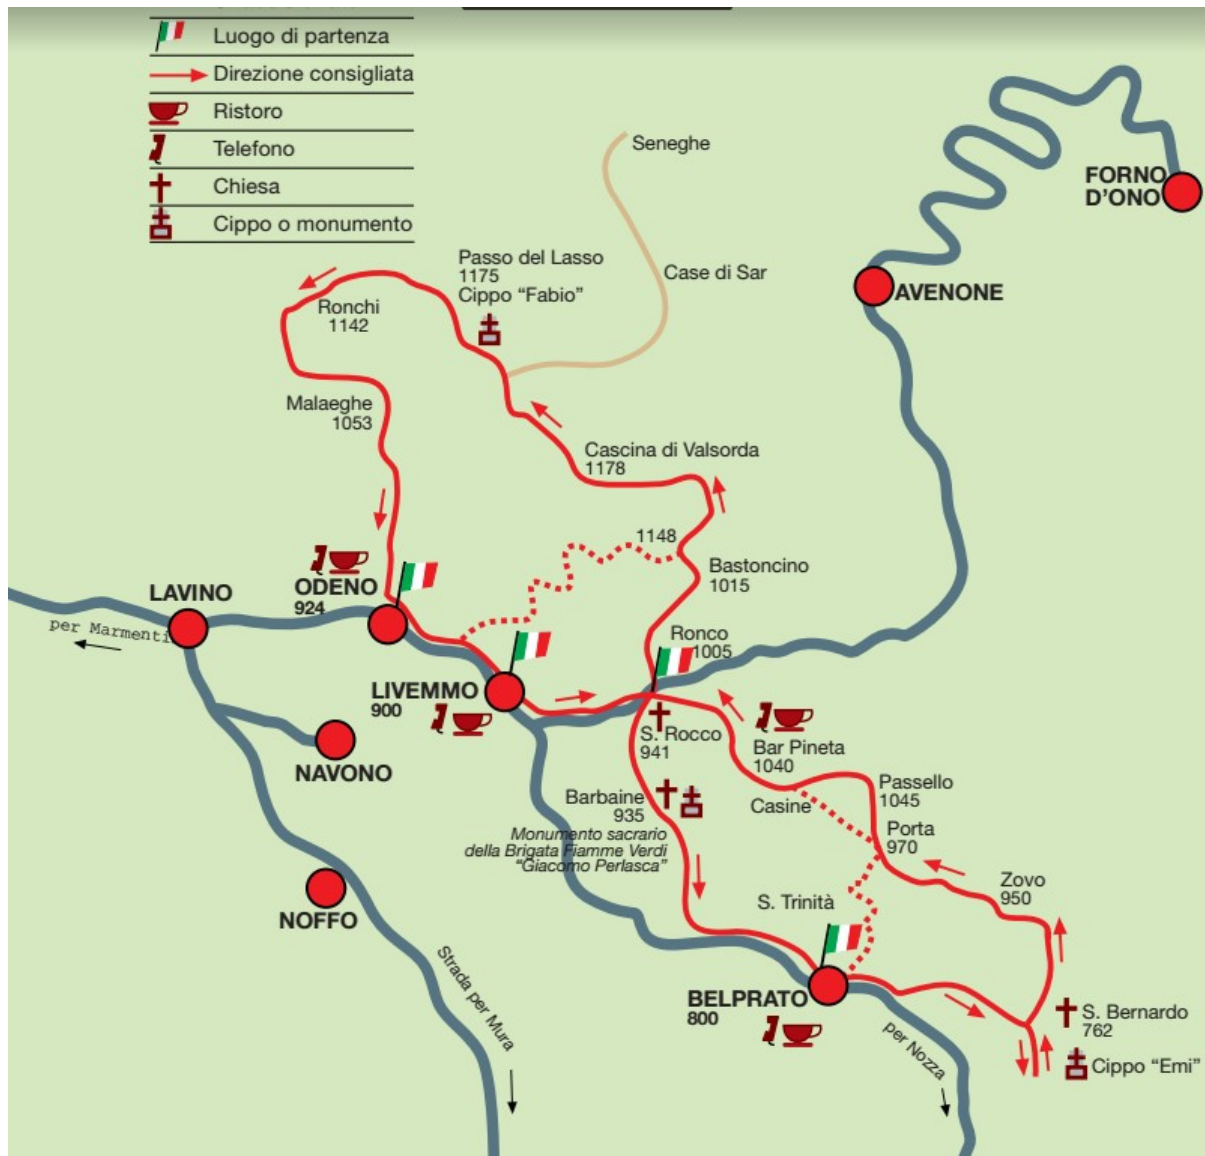 Luogo di partenza
Direzione consigliata
Ristoro
Telefono
Chiesa
Cippo o monumento
Seneghe
FORNO
D'ONO
Passo del Lasso
1175
Cippo “Fabio”
Case di Sar
AVENONE
Ronchi
1142
Malaeghe
1053
Cascina di Valsorda
1178
1148
Bastoncino
1015
ODENO
924
LAVINO
per Marmenti
Ronco
1005
LIVEMMO
900
S. Rocco
941
Bar Pineta
1040
NAVONO
Barbaine
935
Casine
Passello
1045
Monumento sacrario
della Brigata Fiamme Verdi
“Giacomo Perlasca”
Porta
970
Zovo
950
NOFFO
S. Trinità
Strada per Mura
BELPRATO
800
per Nozza
S. Bernardo
762
Cippo “Emi”